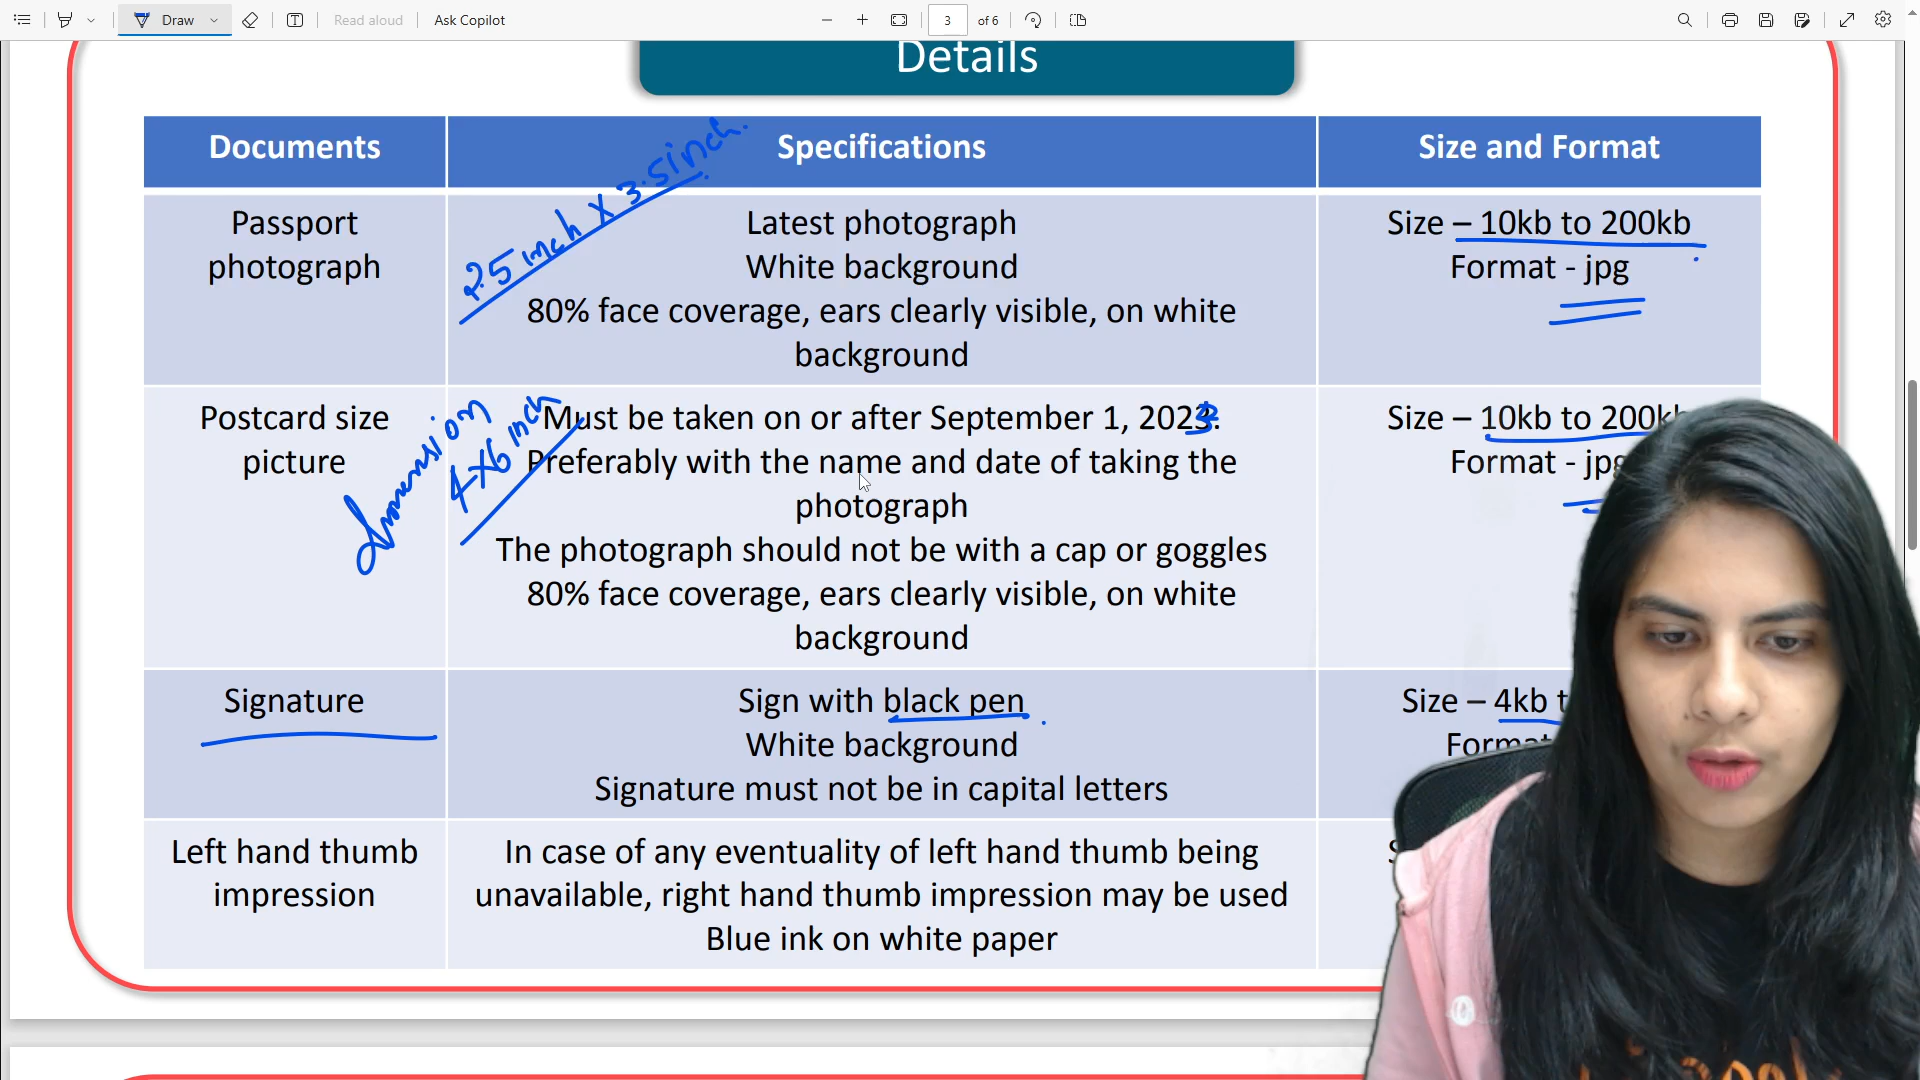 Draw
Read aloud
Ask Copilot
3
of 6
Details
Documents
Specifications
Size and Format
Passport
photograph
2.5 inch X 3.5 inch.
Latest photograph
White background
80% face coverage, ears clearly visible, on white
background
Size – 10kb to 200kb
Format - jpg
Postcard size
picture
Dimension
4X6 inch
Must be taken on or after September 1, 2023.
Preferably with the name and date of taking the
photograph
The photograph should not be with a cap or goggles
80% face coverage, ears clearly visible, on white
background
Size – 10kb to 200kb
Format - jpg
Signature
Sign with black pen
White background
Signature must not be in capital letters
Size – 4kb
Format
Left hand thumb
impression
In case of any eventuality of left hand thumb being
unavailable, right hand thumb impression may be used
Blue ink on white paper